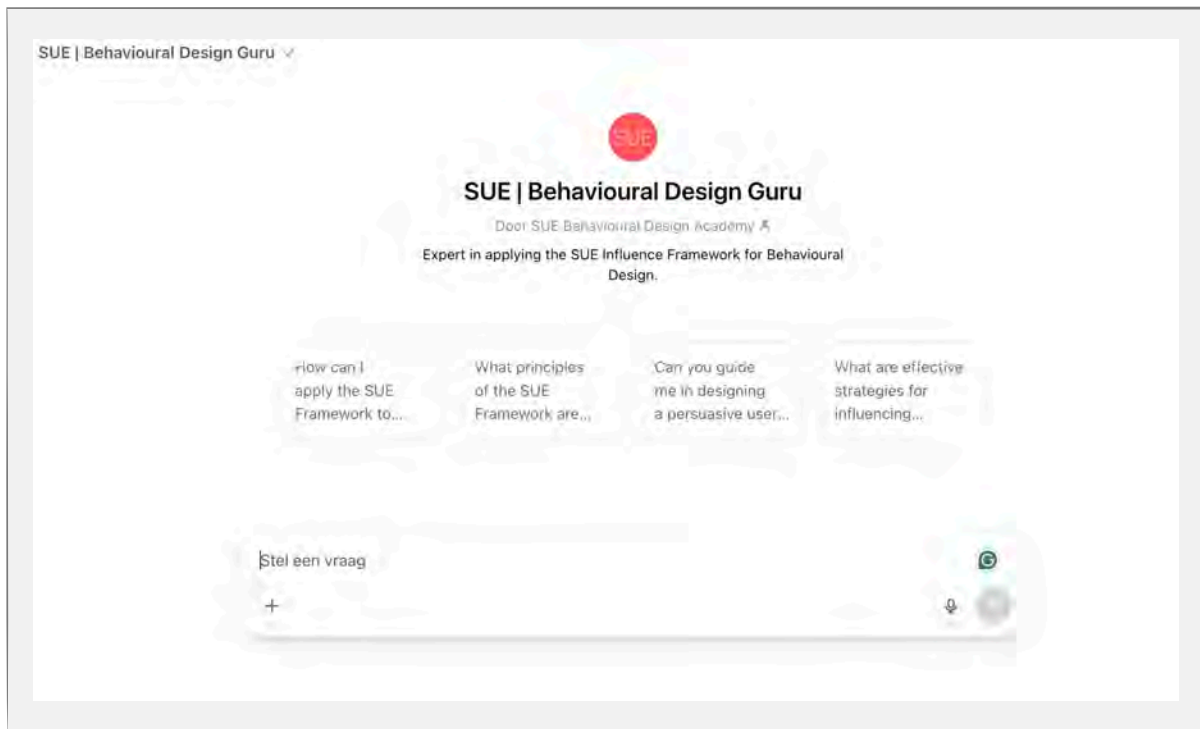 SUE | Behavioural Design Guru
SUE
SUE | Behavioural Design Guru
Door SUE Behavioural Design Academy
Expert in applying the SUE Influence Framework for Behavioural
Design.
How can I
apply the SUE
Framework to...
What principles
of the SUE
Framework are...
Can you guide
me in designing
a persuasive user...
What are effective
strategies for
influencing...
Stel een vraag